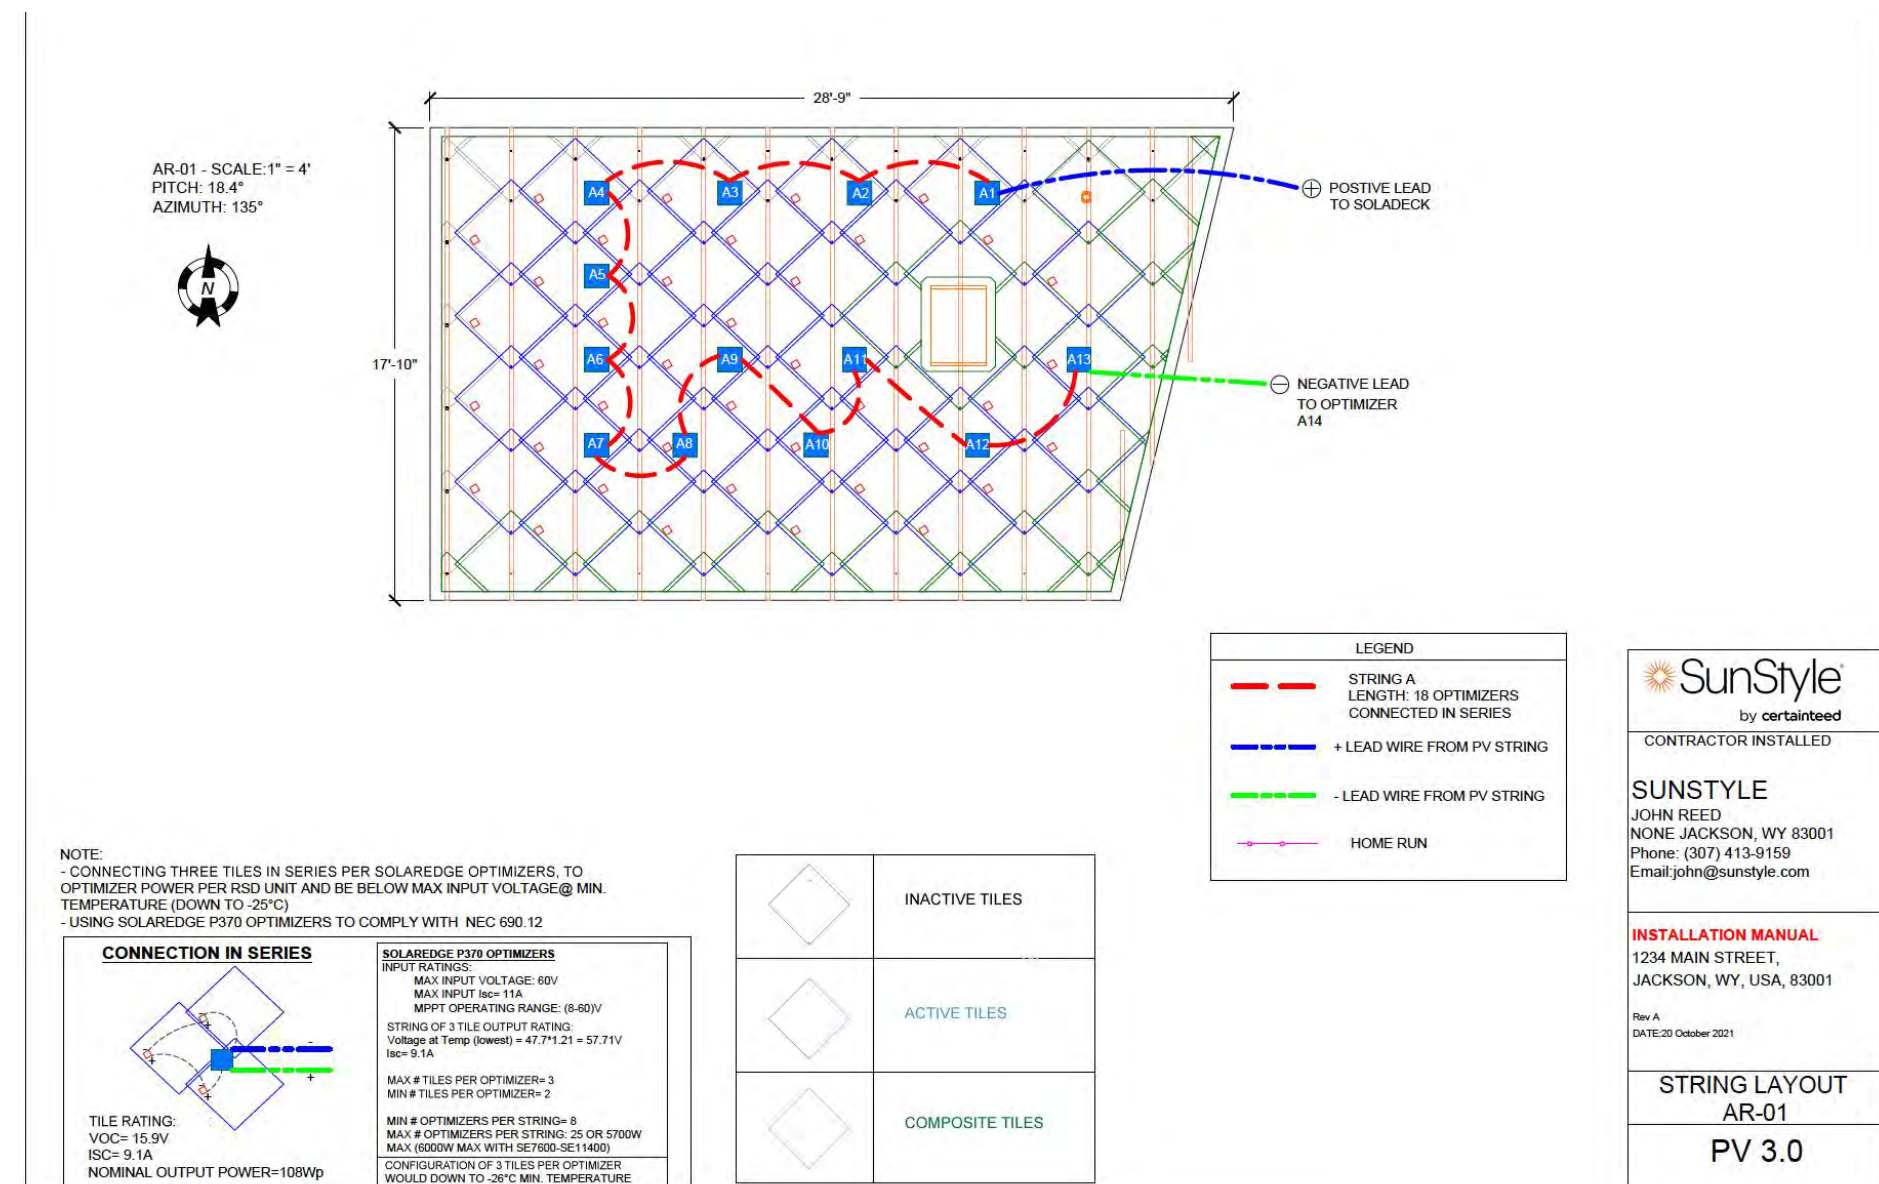 28'-9"
AR-01 - SCALE:1" = 4'
PITCH: 18.4°
AZIMUTH: 135°
N
17'-10"
A4
A3
A2
A1
A5
A6
A9
A11
A13
A7
A8
A10
A12
POSTIVE LEAD
TO SOLADECK
NEGATIVE LEAD
TO OPTIMIZER
A14
LEGEND
STRING A
LENGTH: 18 OPTIMIZERS
CONNECTED IN SERIES
+ LEAD WIRE FROM PV STRING
- LEAD WIRE FROM PV STRING
HOME RUN
NOTE:
- CONNECTING THREE TILES IN SERIES PER SOLAREDGE OPTIMIZERS, TO
OPTIMIZER POWER PER RSD UNIT AND BE BELOW MAX INPUT VOLTAGE@ MIN.
TEMPERATURE (DOWN TO -25°C)
- USING SOLAREDGE P370 OPTIMIZERS TO COMPLY WITH NEC 690.12
CONNECTION IN SERIES
-
+
+
+
+
TILE RATING:
VOC= 15.9V
ISC= 9.1A
NOMINAL OUTPUT POWER=108Wp
SOLAREDGE P370 OPTIMIZERS
INPUT RATINGS:
MAX INPUT VOLTAGE: 60V
MAX INPUT Isc= 11A
MPPT OPERATING RANGE: (8-60)V
STRING OF 3 TILE OUTPUT RATING:
Voltage at Temp (lowest) = 47.7*1.21 = 57.71V
Isc= 9.1A
MAX # TILES PER OPTIMIZER= 3
MIN # TILES PER OPTIMIZER= 2
MIN # OPTIMIZERS PER STRING= 8
MAX # OPTIMIZERS PER STRING: 25 OR 5700W
MAX (6000W MAX WITH SE7600-SE11400)
CONFIGURATION OF 3 TILES PER OPTIMIZER
WOULD DOWN TO -26°C MIN. TEMPERATURE
INACTIVE TILES
ACTIVE TILES
COMPOSITE TILES
SunStyle
by certainteed
CONTRACTOR INSTALLED
SUNSTYLE
JOHN REED
NONE JACKSON, WY 83001
Phone: (307) 413-9159
Email:john@sunstyle.com
INSTALLATION MANUAL
1234 MAIN STREET,
JACKSON, WY, USA, 83001
Rev A
DATE:20 October 2021
STRING LAYOUT
AR-01
PV 3.0